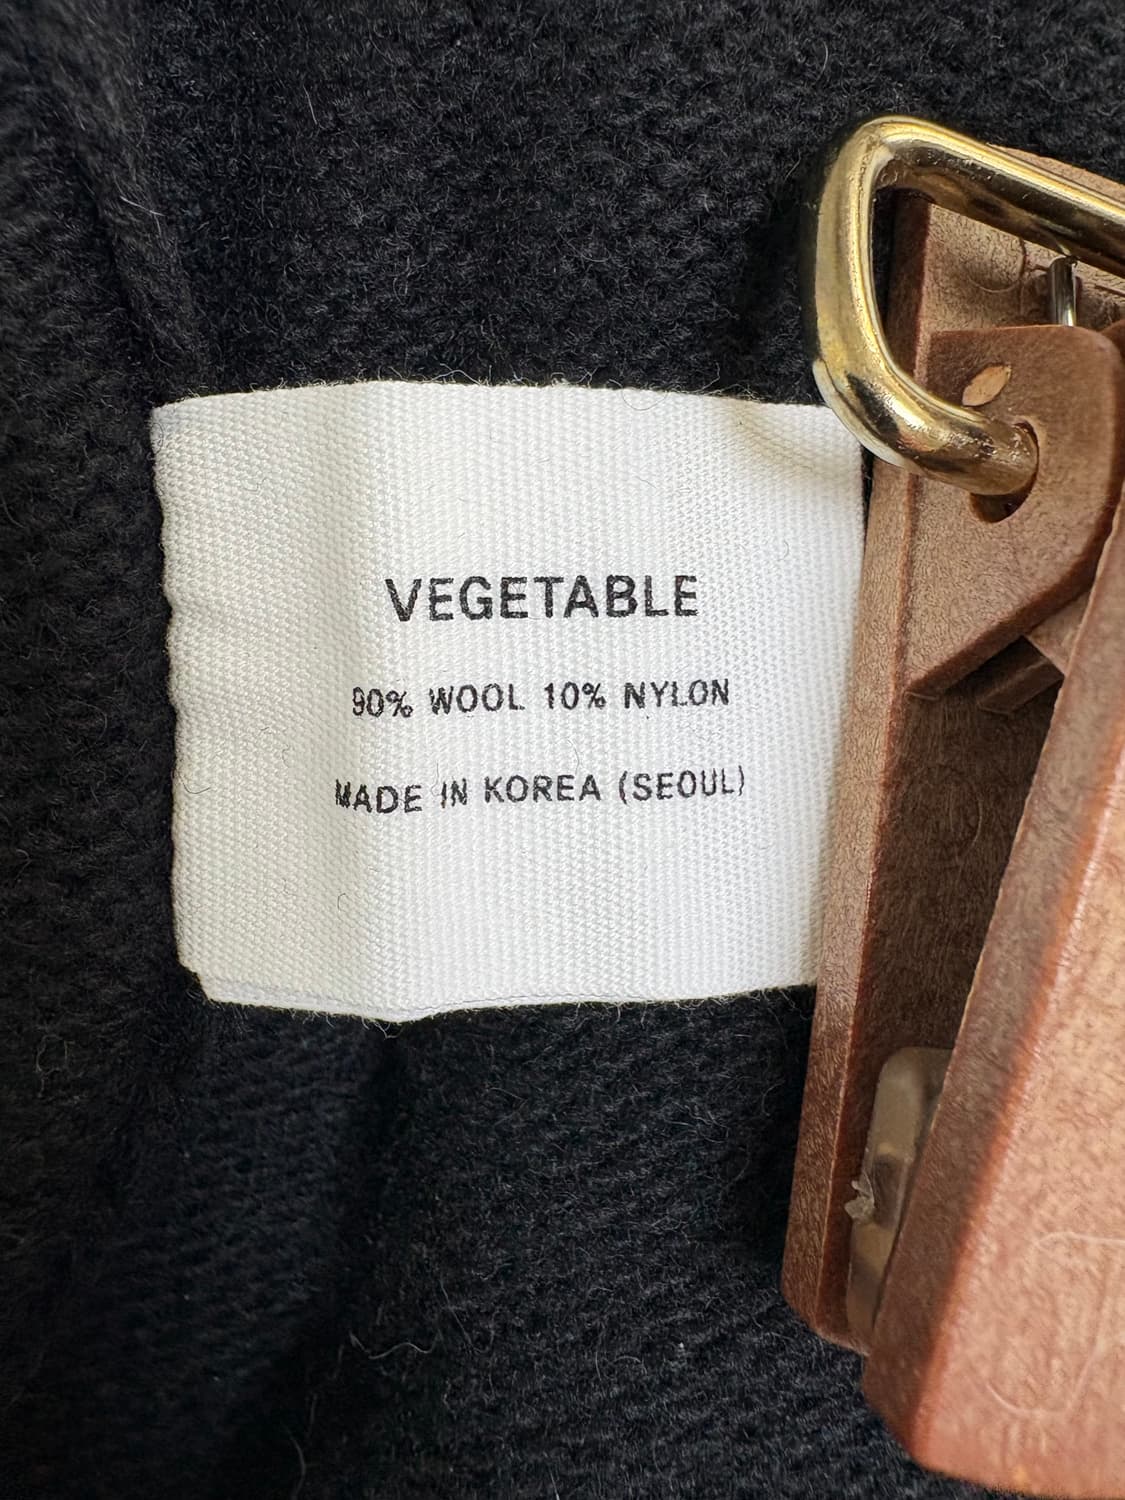 VEGETABLE
90% WOOL 10% NYLON
MADE IN KOREA (SEOUL)